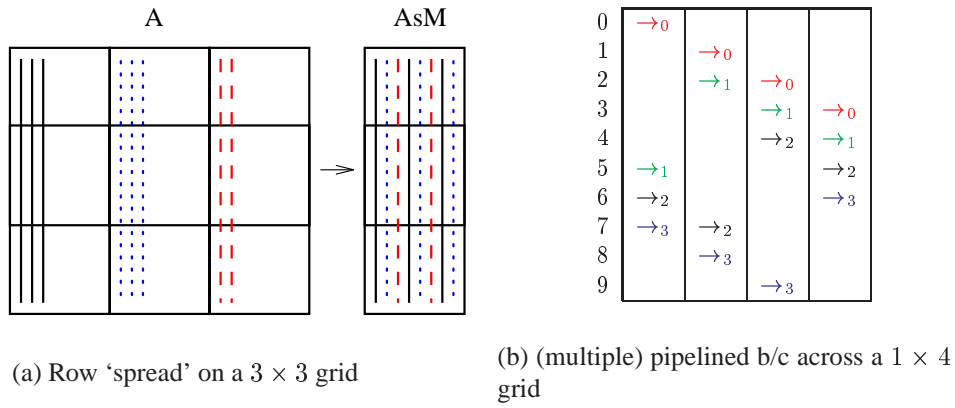 A
AsM
(a) Row ‘spread’ on a 3 × 3 grid
0 →0
1 →0
2 →1 →0
3 →1 →0
4 →2 →1
5 →1 →2
6 →2 →3
7 →3 →2
8 →3
9 →3
(b) (multiple) pipelined b/c across a 1 × 4
grid